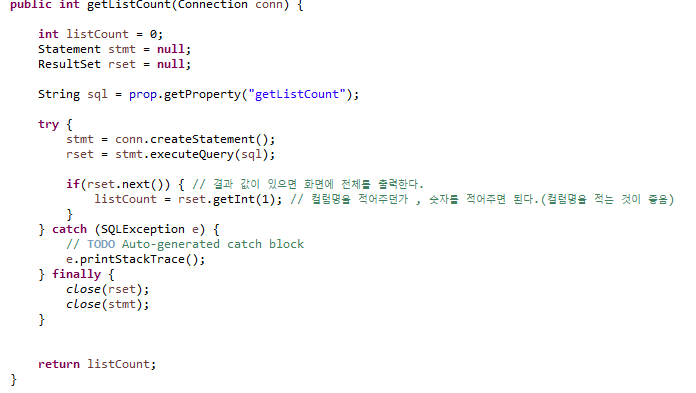 public int getListCount(Connection conn) {
int listCount = 0;
Statement stmt = null;
ResultSet rset = null;
String sql = prop.getProperty("getListCount");
try {
stmt = conn.createStatement();
rset = stmt.executeQuery(sql);
if(rset.next()) { // 결과 값이 있으면 화면에 전체를 출력한다.
listCount = rset.getInt(1); // 컬럼명을 적어주던가 , 숫자를 적어주면 된다.(컬럼명을 적는 것이 좋음)
}
} catch (SQLException e) {
// TODO Auto-generated catch block
e.printStackTrace();
} finally {
close(rset);
close(stmt);
}
return listCount;
}